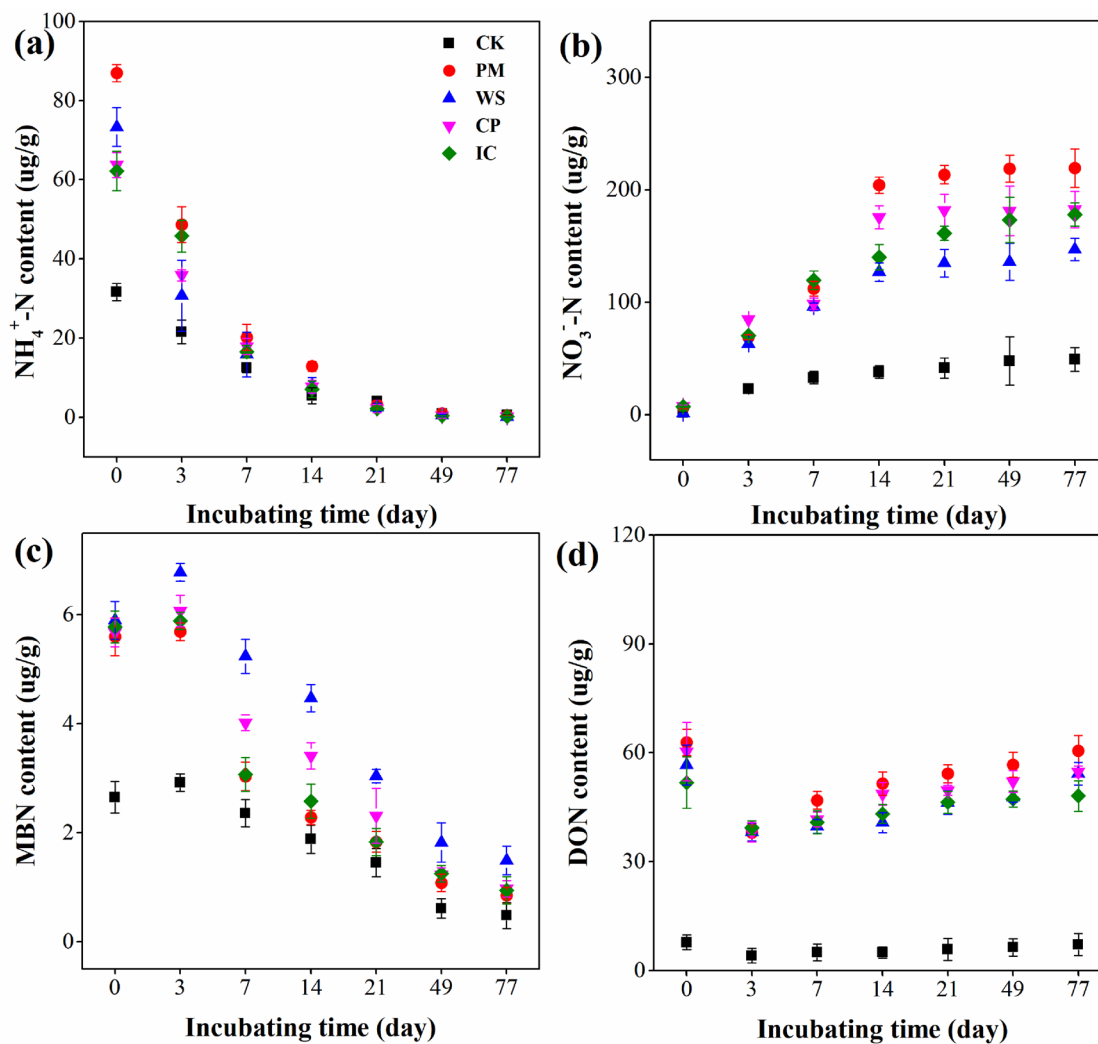 (a)
100
80
60
40
20
0
NH₄⁺-N content (ug/g)
CK
PM
WS
CP
IC
0 3 7 14 21 49 77
Incubating time (day)
(b)
300
200
100
0
NO₃⁻-N content (ug/g)
0 3 7 14 21 49 77
Incubating time (day)
(c)
6
4
2
0
MBN content (ug/g)
0 3 7 14 21 49 77
Incubating time (day)
(d)
120
90
60
30
0
DON content (ug/g)
0 3 7 14 21 49 77
Incubating time (day)